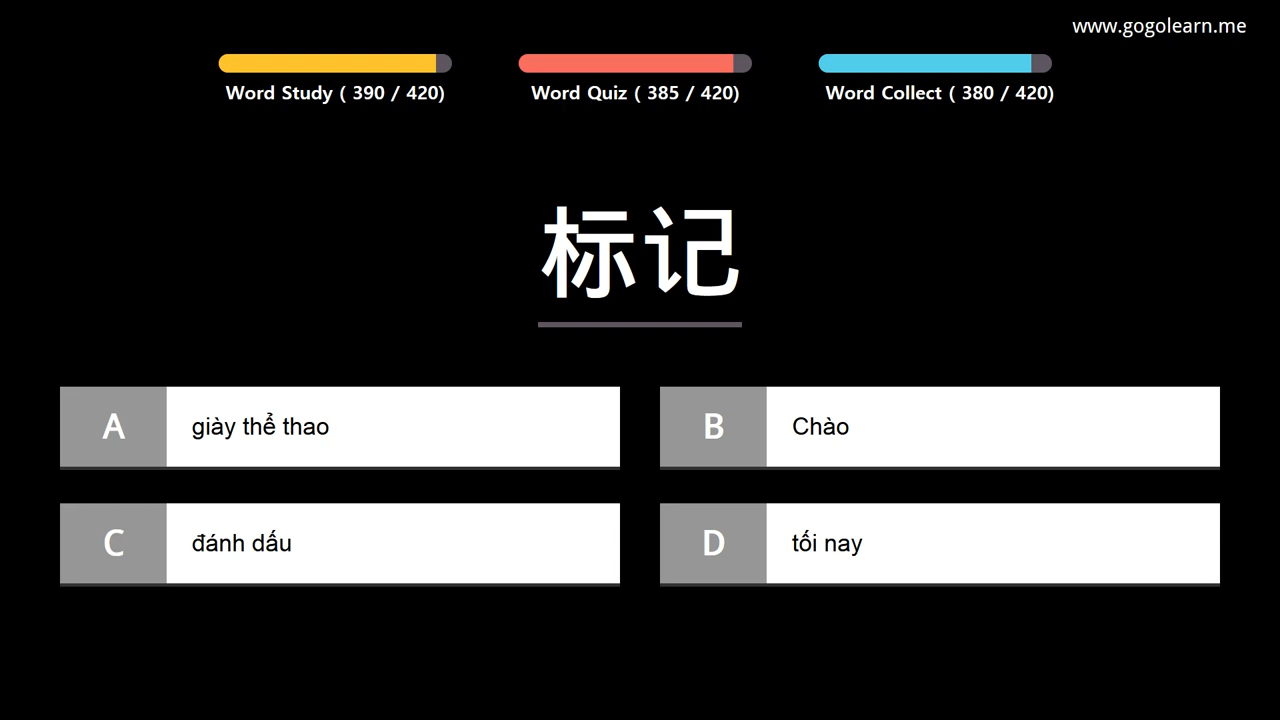 www.gogolearn.me
Word Study ( 390 / 420)
Word Quiz ( 385 / 420)
Word Collect ( 380 / 420)
标记
A
giày thể thao
B
Chào
C
đánh dấu
D
tối nay